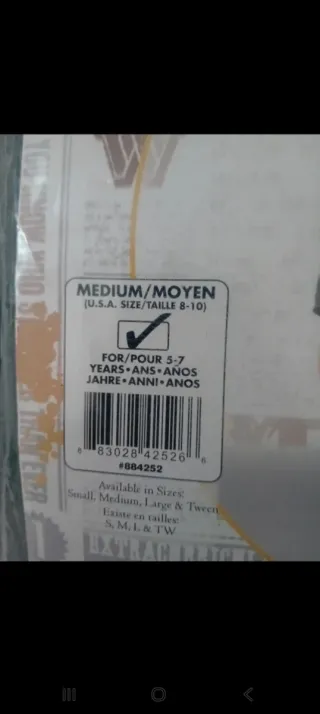 W
MEDIUM/MOYEN
(U.S.A. SIZE/TAILLE 8-10)
FOR/POUR 5-7
YEARS•ANS•AÑOS
JAHRE•ANNI•ANOS
8 83028 42526 6
#884252
Available in Sizes:
Small, Medium, Large & Tween
Existe en tailles:
S, M, L & TW